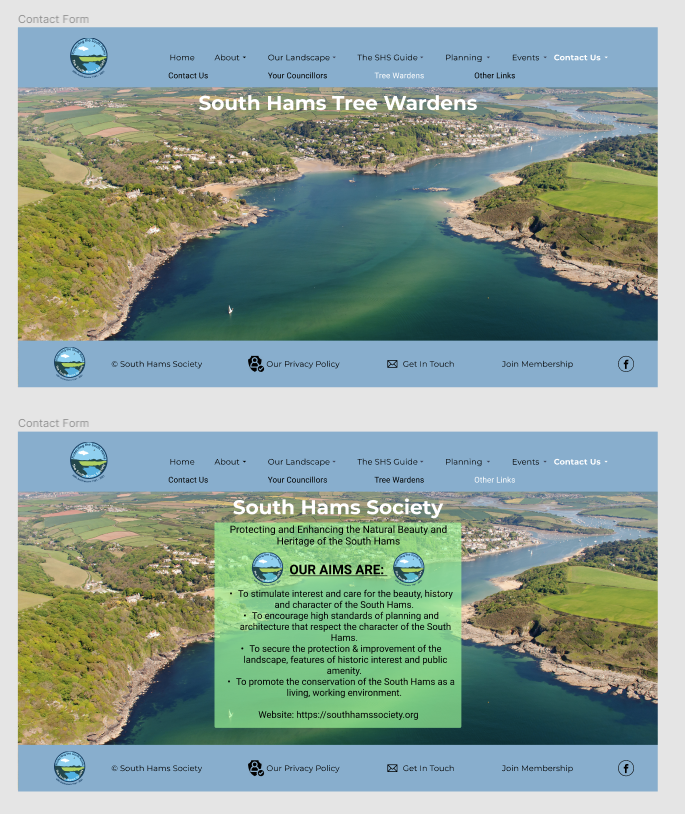 Contact Form
Home About Our Landscape The SHS Guide Planning Events Contact Us
Contact Us Your Councillors Tree Wardens Other Links
South Hams Tree Wardens
© South Hams Society Our Privacy Policy Get In Touch Join Membership
Contact Form
Home About Our Landscape The SHS Guide Planning Events Contact Us
Contact Us Your Councillors Tree Wardens Other Links
South Hams Society
Protecting and Enhancing the Natural Beauty and
Heritage of the South Hams
OUR AIMS ARE:
• To stimulate interest and care for the beauty, history
and character of the South Hams.
• To encourage high standards of planning and
architecture that respect the character of the South
Hams.
• To secure the protection & improvement of the
landscape, features of historic interest and public
amenity.
• To promote the conservation of the South Hams as a
living, working environment.
Website: https://southhamssociety.org
© South Hams Society Our Privacy Policy Get In Touch Join Membership